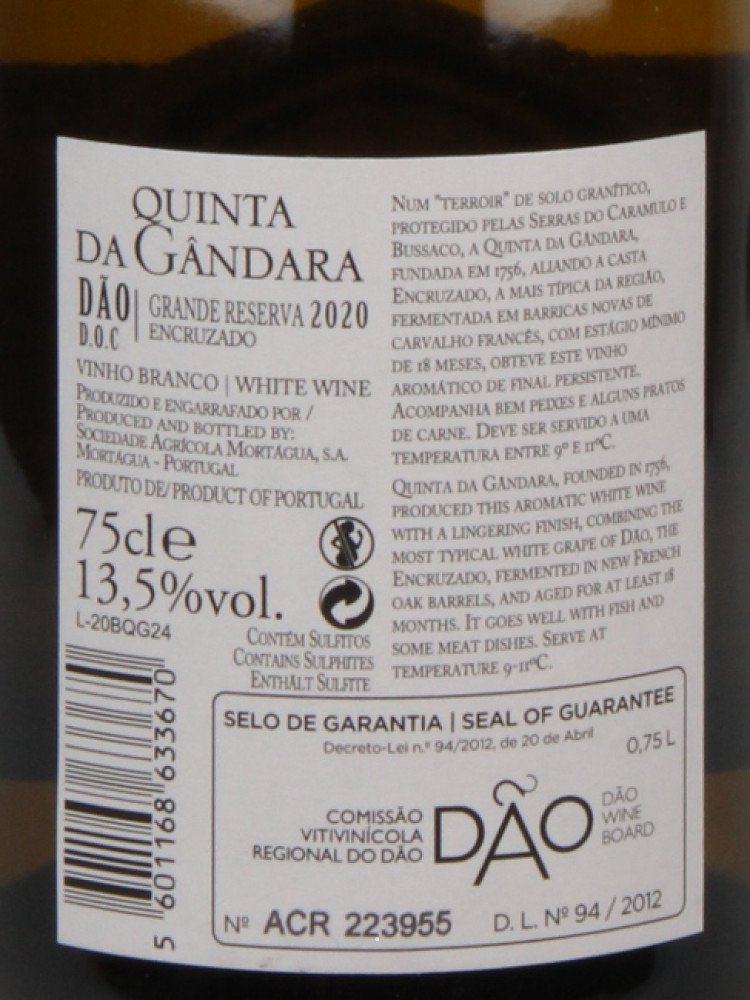 QUINTA
DA GÂNDARA
DÃO
D.O.C
GRANDE RESERVA 2020
ENCRUZADO
VINHO BRANCO | WHITE WINE
PRODUZIDO E ENGARRAFADO POR /
PRODUCED AND BOTTLED BY:
SOCIEDADE AGRÍCOLA MORTÁGUA, S.A.
MORTÁGUA - PORTUGAL
PRODUTO DE/ PRODUCT OF PORTUGAL
75cl e
13,5%vol.
L-20BQG24
CONTÉM SULFITOS
CONTAINS SULPHITES
ENTHÄLT SULFITE
5 601168 633670
NUM "TERROIR" DE SOLO GRANÍTICO,
PROTEGIDO PELAS SERRAS DO CARAMULO E
BUSSACO, A QUINTA DA GÂNDARA,
FUNDADA EM 1756, ALIANDO A CASTA
ENCRUZADO, A MAIS TÍPICA DA REGIÃO,
FERMENTADA EM BARRICAS NOVAS DE
CARVALHO FRANCÊS, COM ESTÁGIO MÍNIMO
DE 18 MESES, OBTEVE ESTE VINHO
AROMÁTICO DE FINAL PERSISTENTE.
ACOMPANHA BEM PEIXES E ALGUNS PRATOS
DE CARNE. DEVE SER SERVIDO A UMA
TEMPERATURA ENTRE 9º E 11ºC.
QUINTA DA GÂNDARA, FOUNDED IN 1756,
PRODUCED THIS AROMATIC WHITE WINE
WITH A LINGERING FINISH, COMBINING THE
MOST TYPICAL WHITE GRAPE OF DÃO, THE
ENCRUZADO, FERMENTED IN NEW FRENCH
OAK BARRELS, AND AGED FOR AT LEAST 18
MONTHS. IT GOES WELL WITH FISH AND
SOME MEAT DISHES. SERVE AT
TEMPERATURE 9-11ºC.
SELO DE GARANTIA | SEAL OF GUARANTEE
Decreto-Lei n.º 94/2012, de 20 de Abril
0,75 L
COMISSÃO
VITIVINÍCOLA
REGIONAL DO DÃO
DÃO
DÃO
WINE
BOARD
Nº ACR 223955
D. L. Nº 94 / 2012